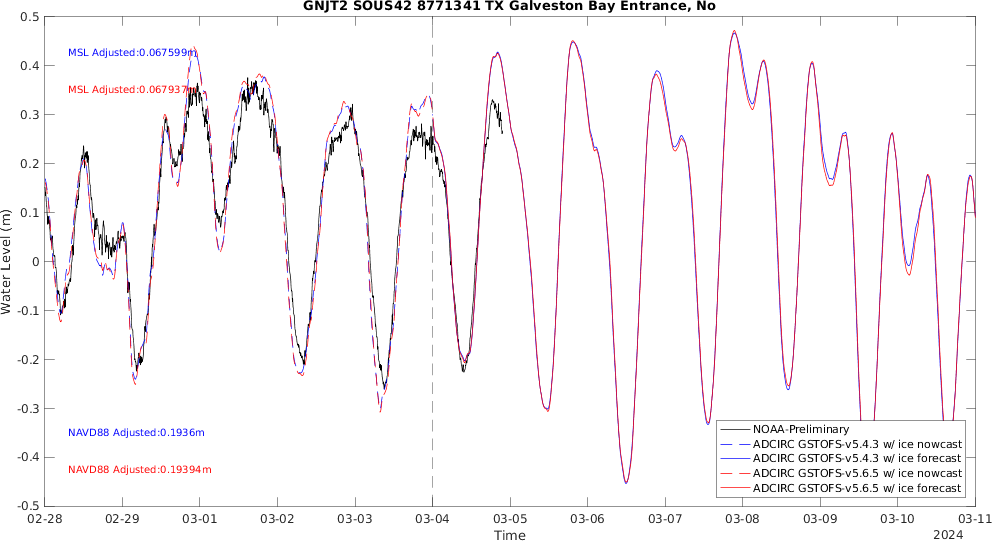 GNJT2 SOUS42 8771341 TX Galveston Bay Entrance, No
MSL Adjusted:0.067599m
MSL Adjusted:0.067937m
NAVD88 Adjusted:0.1936m
NAVD88 Adjusted:0.19394m
Water Level (m)
0.5
0.4
0.3
0.2
0.1
0
-0.1
-0.2
-0.3
-0.4
-0.5
NOAA-Preliminary
ADCIRC GSTOFS-v5.4.3 w/ ice nowcast
ADCIRC GSTOFS-v5.4.3 w/ ice forecast
ADCIRC GSTOFS-v5.6.5 w/ ice nowcast
ADCIRC GSTOFS-v5.6.5 w/ ice forecast
02-28 02-29 03-01 03-02 03-03 03-04 03-05 03-06 03-07 03-08 03-09 03-10 03-11
Time
2024